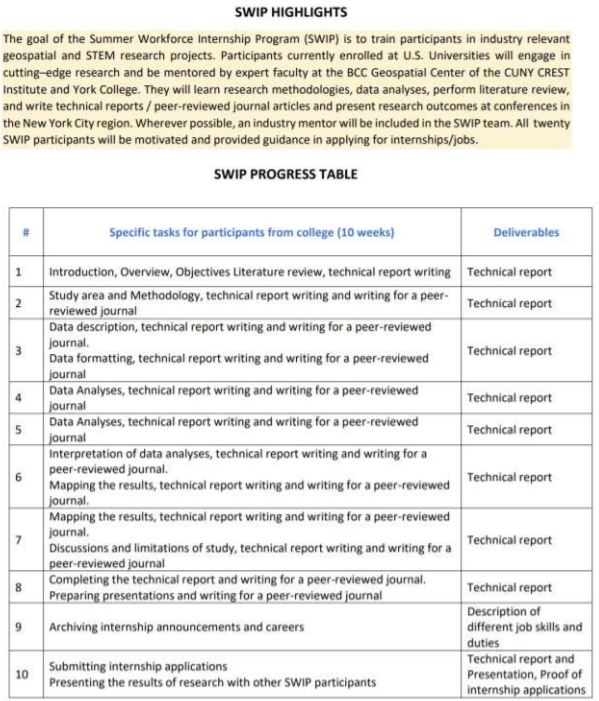 SWIP HIGHLIGHTS
The goal of the Summer Workforce Internship Program (SWIP) is to train participants in industry relevant
geospatial and STEM research projects. Participants currently enrolled at U.S. Universities will engage in
cutting–edge research and be mentored by expert faculty at the BCC Geospatial Center of the CUNY CREST
Institute and York College. They will learn research methodologies, data analyses, perform literature review,
and write technical reports / peer-reviewed journal articles and present research outcomes at conferences in
the New York City region. Wherever possible, an industry mentor will be included in the SWIP team. All twenty
SWIP participants will be motivated and provided guidance in applying for internships/jobs.
SWIP PROGRESS TABLE
# Specific tasks for participants from college (10 weeks) Deliverables
1 Introduction, Overview, Objectives Literature review, technical report writing Technical report
2 Study area and Methodology, technical report writing and writing for a peer-
reviewed journal Technical report
3 Data description, technical report writing and writing for a peer-reviewed
journal.
Data formatting, technical report writing and writing for a peer-reviewed
journal Technical report
4 Data Analyses, technical report writing and writing for a peer-reviewed
journal Technical report
5 Data Analyses, technical report writing and writing for a peer-reviewed
journal Technical report
6 Interpretation of data analyses, technical report writing and writing for a
peer-reviewed journal.
Mapping the results, technical report writing and writing for a peer-reviewed
journal. Technical report
7 Mapping the results, technical report writing and writing for a peer-reviewed
journal.
Discussions and limitations of study, technical report writing and writing for a
peer-reviewed journal Technical report
8 Completing the technical report and writing for a peer-reviewed journal.
Preparing presentations and writing for a peer-reviewed journal Technical report
9 Archiving internship announcements and careers Description of
different job skills and
duties
10 Submitting internship applications
Presenting the results of research with other SWIP participants Technical report and
Presentation, Proof of
internship applications